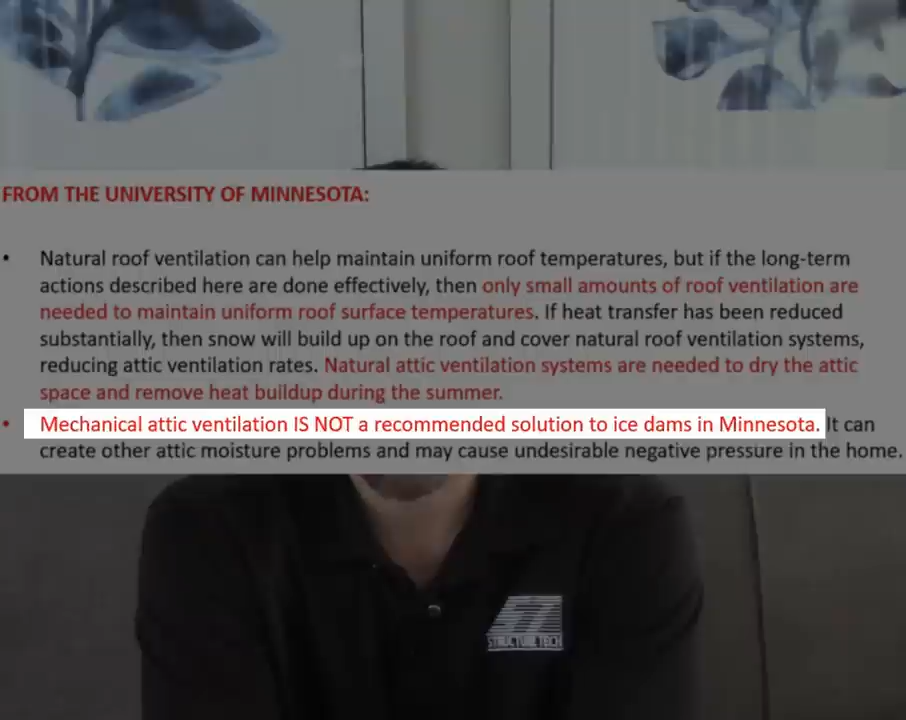 FROM THE UNIVERSITY OF MINNESOTA:
• Natural roof ventilation can help maintain uniform roof temperatures, but if the long-term
actions described here are done effectively, then only small amounts of roof ventilation are
needed to maintain uniform roof surface temperatures. If heat transfer has been reduced
substantially, then snow will build up on the roof and cover natural roof ventilation systems,
reducing attic ventilation rates. Natural attic ventilation systems are needed to dry the attic
space and remove heat buildup during the summer.
• Mechanical attic ventilation IS NOT a recommended solution to ice dams in Minnesota. It can
create other attic moisture problems and may cause undesirable negative pressure in the home.
STRUCTURE TECH